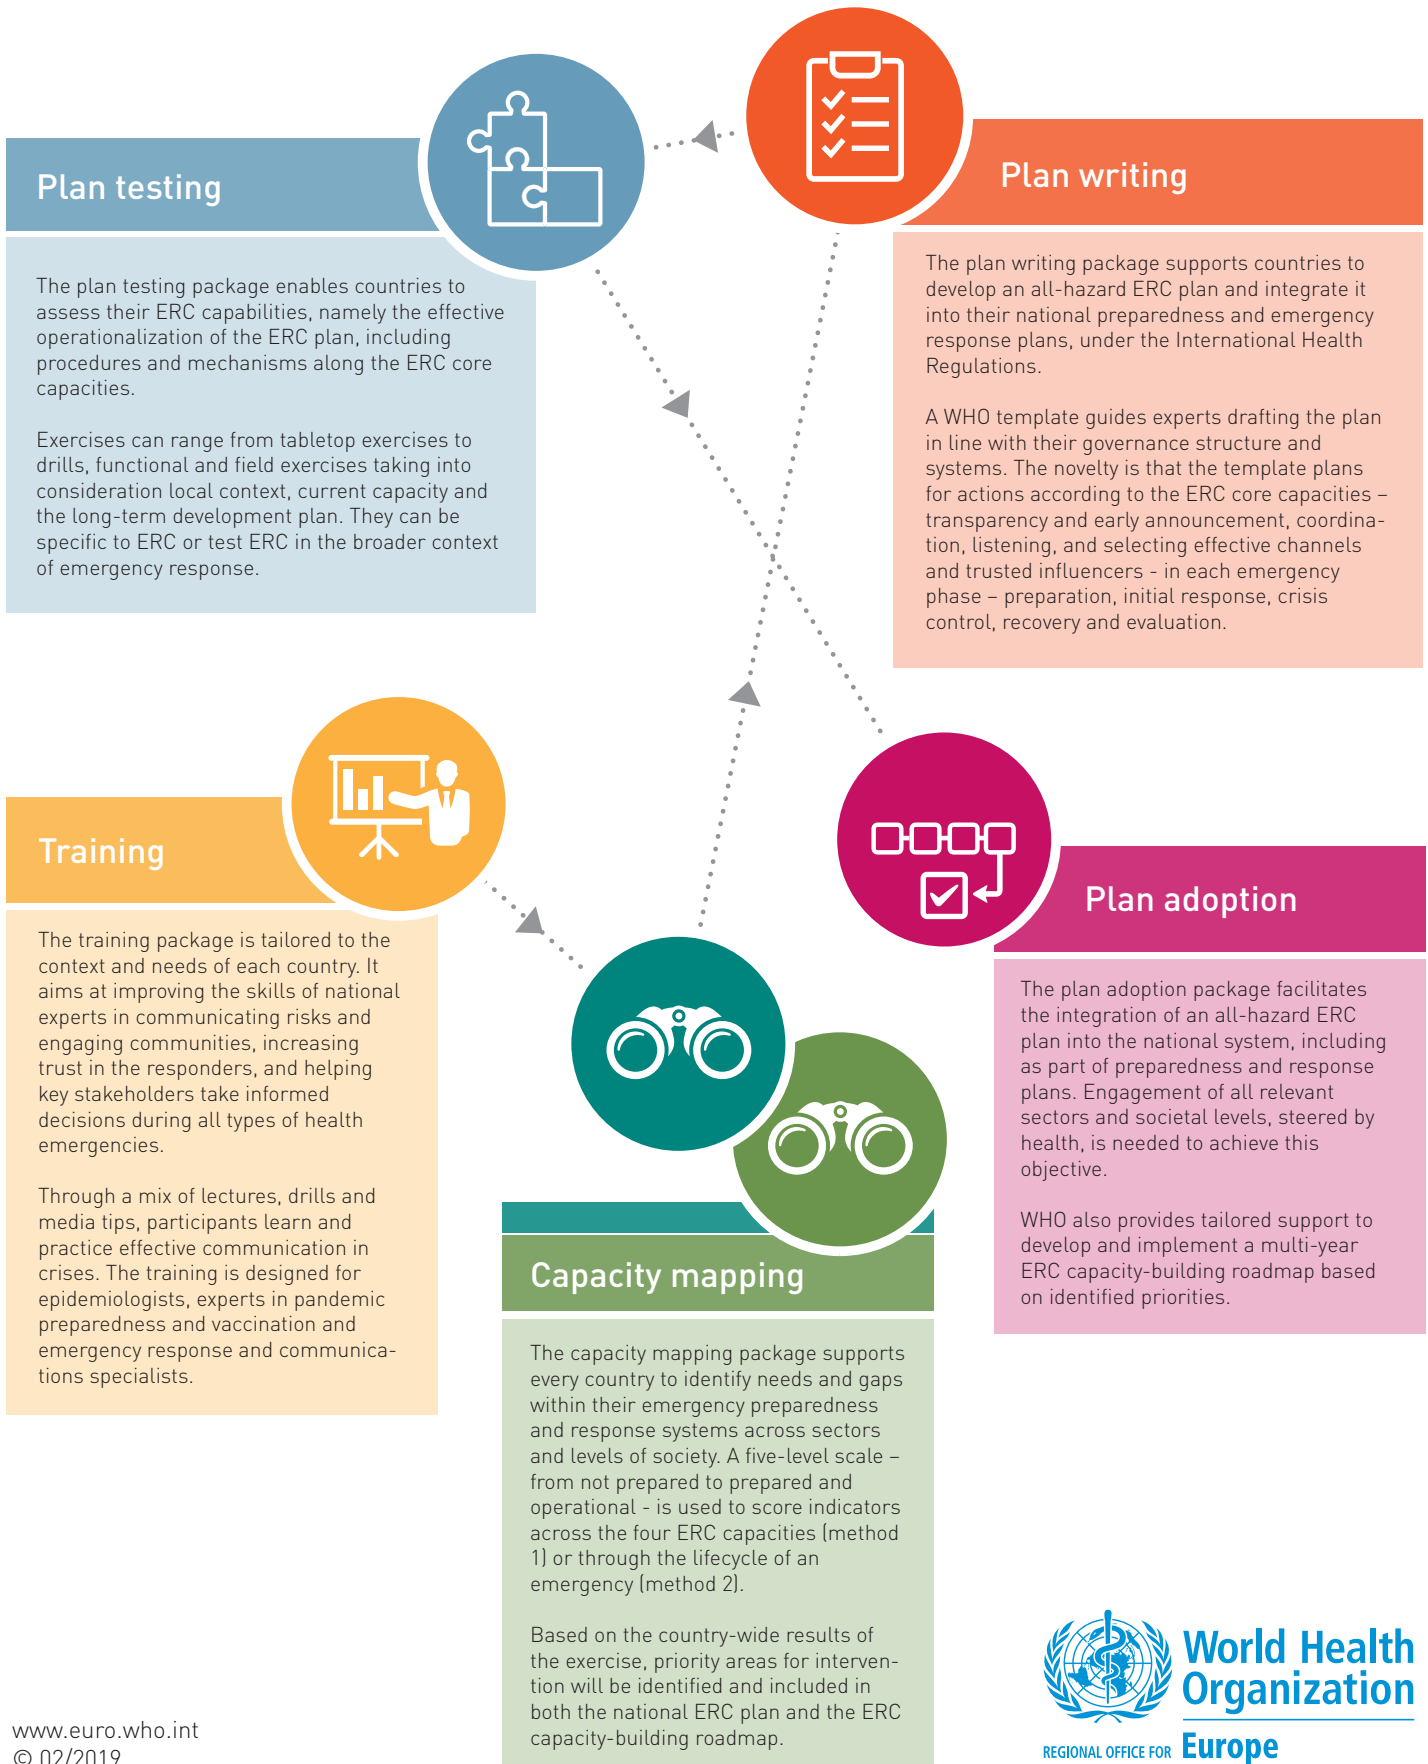 Plan testing
The plan testing package enables countries to
assess their ERC capabilities, namely the effective
operationalization of the ERC plan, including
procedures and mechanisms along the ERC core
capacities.
Exercises can range from tabletop exercises to
drills, functional and field exercises taking into
consideration local context, current capacity and
the long-term development plan. They can be
specific to ERC or test ERC in the broader context
of emergency response.
Plan writing
The plan writing package supports countries to
develop an all-hazard ERC plan and integrate it
into their national preparedness and emergency
response plans, under the International Health
Regulations.
A WHO template guides experts drafting the plan
in line with their governance structure and
systems. The novelty is that the template plans
for actions according to the ERC core capacities –
transparency and early announcement, coordina-
tion, listening, and selecting effective channels
and trusted influencers - in each emergency
phase – preparation, initial response, crisis
control, recovery and evaluation.
Training
The training package is tailored to the
context and needs of each country. It
aims at improving the skills of national
experts in communicating risks and
engaging communities, increasing
trust in the responders, and helping
key stakeholders take informed
decisions during all types of health
emergencies.
Through a mix of lectures, drills and
media tips, participants learn and
practice effective communication in
crises. The training is designed for
epidemiologists, experts in pandemic
preparedness and vaccination and
emergency response and communica-
tions specialists.
Capacity mapping
The capacity mapping package supports
every country to identify needs and gaps
within their emergency preparedness
and response systems across sectors
and levels of society. A five-level scale –
from not prepared to prepared and
operational - is used to score indicators
across the four ERC capacities (method
1) or through the lifecycle of an
emergency (method 2).
Based on the country-wide results of
the exercise, priority areas for interven-
tion will be identified and included in
both the national ERC plan and the ERC
capacity-building roadmap.
Plan adoption
The plan adoption package facilitates
the integration of an all-hazard ERC
plan into the national system, including
as part of preparedness and response
plans. Engagement of all relevant
sectors and societal levels, steered by
health, is needed to achieve this
objective.
WHO also provides tailored support to
develop and implement a multi-year
ERC capacity-building roadmap based
on identified priorities.
www.euro.who.int
© 02/2019
World Health
Organization
REGIONAL OFFICE FOR Europe